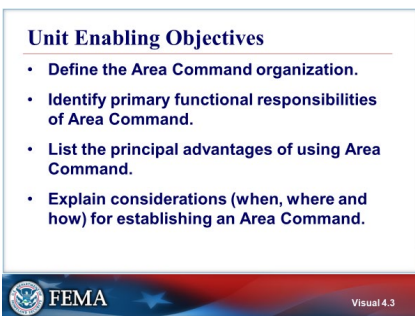 Unit Enabling Objectives
• Define the Area Command organization.
• Identify primary functional responsibilities
of Area Command.
• List the principal advantages of using Area
Command.
• Explain considerations (when, where and
how) for establishing an Area Command.
FEMA
Visual 4.3